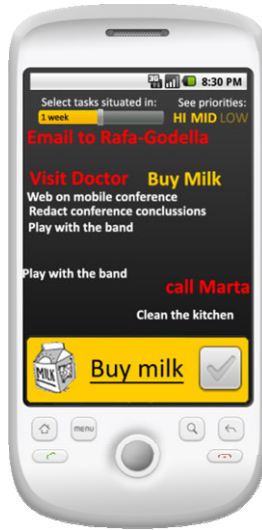 3G 8:30 PM
Select tasks situated in: See priorities:
1 week HI MID LOW
Email to Rafa-Godella
Visit Doctor Buy Milk
Web on mobile conference
Redact conference conclussions
Play with the band
Play with the band
call Marta
Clean the kitchen
MILK Buy milk
MENU